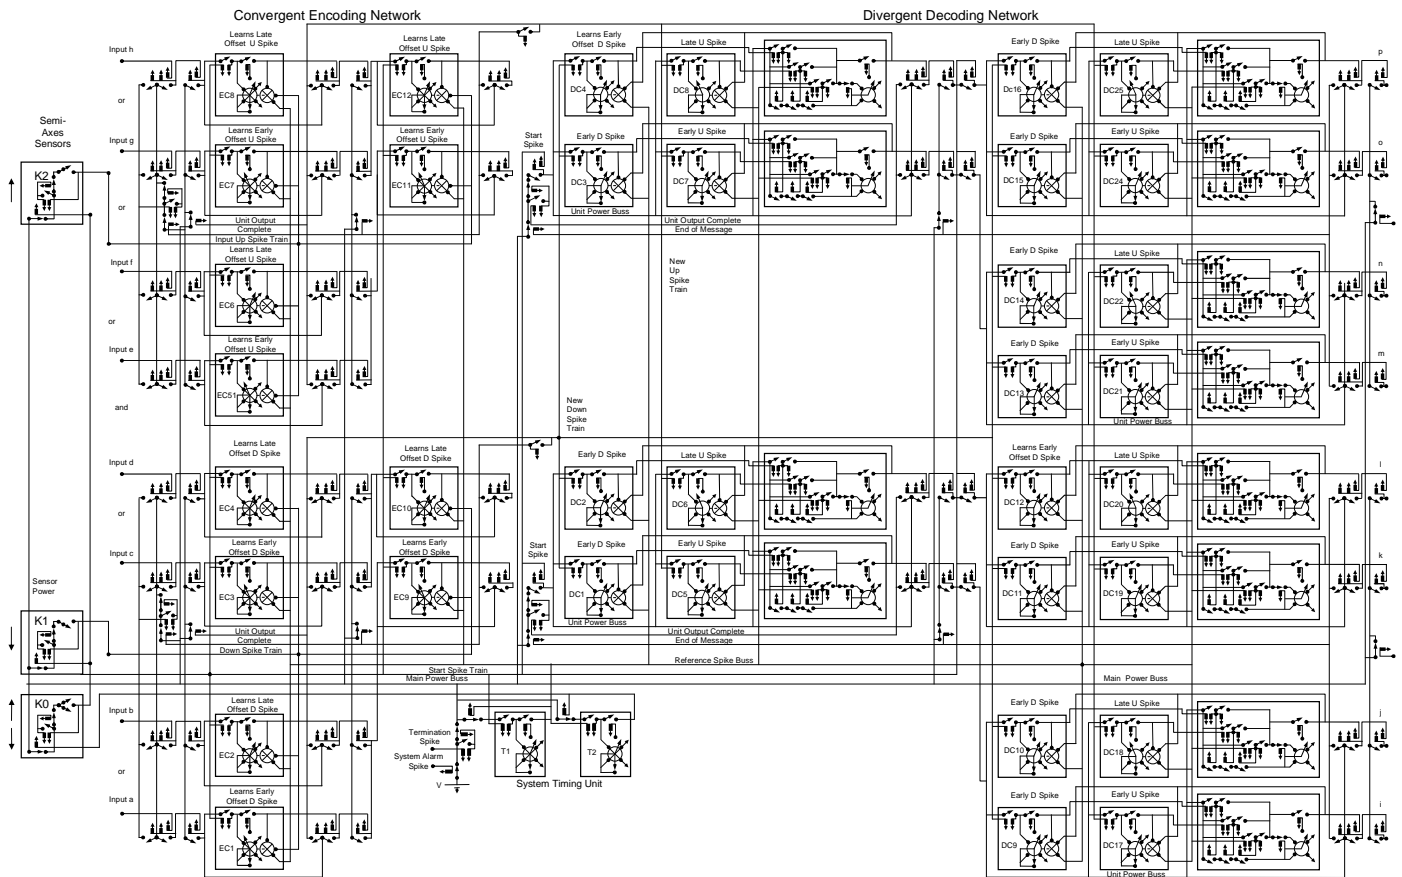 Convergent Encoding Network
Divergent Decoding Network
Learns Late
Offset U Spike
Learns Late
Offset U Spike
Learns Early
Offset D Spike
Late U Spike
Early D Spike
Late U Spike
Input h
EC8
EC12
DC4
DC8
Dc16
DC25
p
or
Semi-
Axes
Sensors
Learns Early
Offset U Spike
Learns Early
Offset U Spike
Start
Spike
Early D Spike
Early U Spike
Early D Spike
Early U Spike
Input g
K2
EC7
EC11
DC3
DC7
DC15
DC24
o
or
Unit Power Buss
Unit Output
Complete
Unit Output Complete
End of Message
Input Up Spike Train
Learns Late
Offset U Spike
Early D Spike
Late U Spike
Input f
EC6
New
Up
Spike
Train
DC14
DC22
n
or
Learns Early
Offset U Spike
Early D Spike
Early U Spike
Input e
EC51
DC13
DC21
m
and
New
Down
Spike
Train
Unit Power Buss
Learns Late
Offset D Spike
Learns Late
Offset D Spike
Early D Spike
Late U Spike
Learns Early
Offset D Spike
Late U Spike
Input d
EC4
EC10
DC2
DC6
DC12
DC20
l
or
Learns Early
Offset D Spike
Learns Early
Offset D Spike
Start
Spike
Early D Spike
Early U Spike
Early D Spike
Early U Spike
Input c
Sensor
Power
EC3
EC9
DC1
DC5
DC11
DC19
k
K1
Unit Power Buss
Unit Output
Complete
Unit Output Complete
End of Message
Down Spike Train
Reference Spike Buss
Start Spike Train
Main Power Buss
Main Power Buss
K0
Learns Late
Offset D Spike
Early D Spike
Late U Spike
Input b
EC2
Termination
Spike
System Alarm
Spike
V
T1
T2
System Timing Unit
DC10
DC18
j
or
Learns Early
Offset D Spike
Early D Spike
Early U Spike
Input a
EC1
DC9
DC17
i
Unit Power Buss